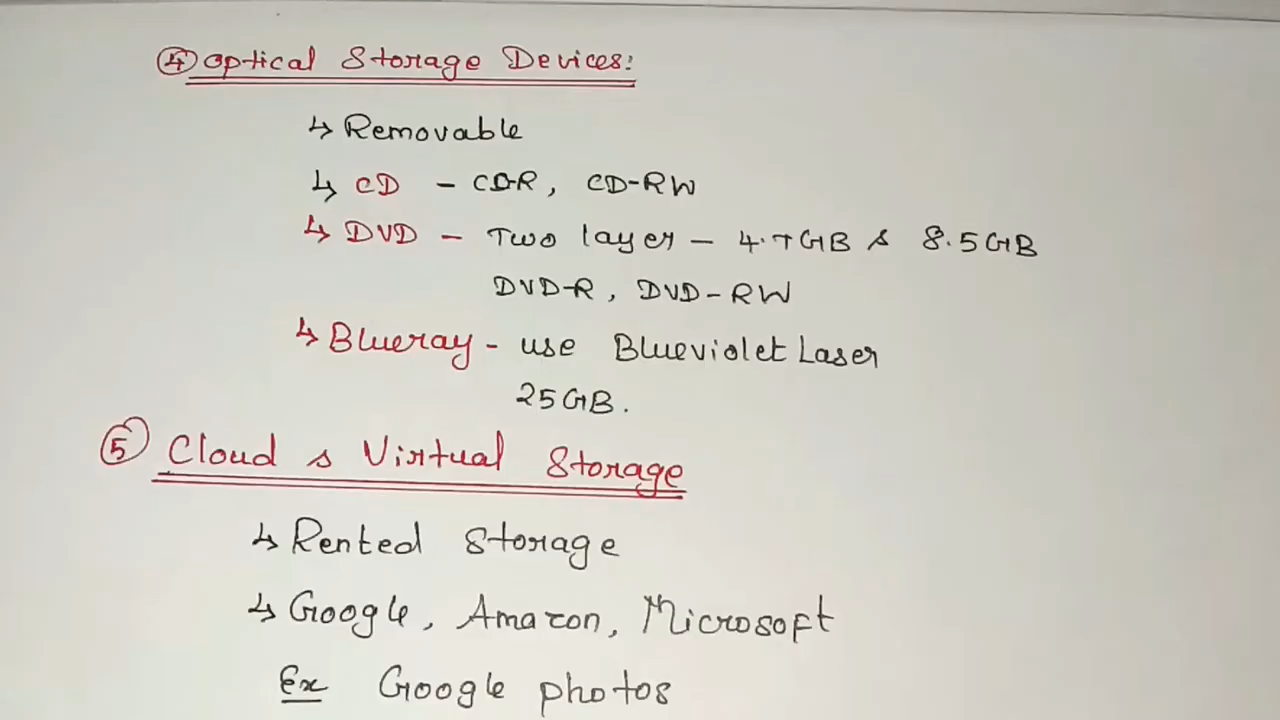 ④ Optical Storage Devices:
↳ Removable
↳ CD - CD-R, CD-RW
↳ DVD - Two layer - 4.7GB & 8.5GB
DVD-R, DVD-RW
↳ Blueray - use Blueviolet Laser
25GB.
⑤ Cloud & Virtual Storage
↳ Rented Storage
↳ Google, Amazon, Microsoft
Ex Google photos